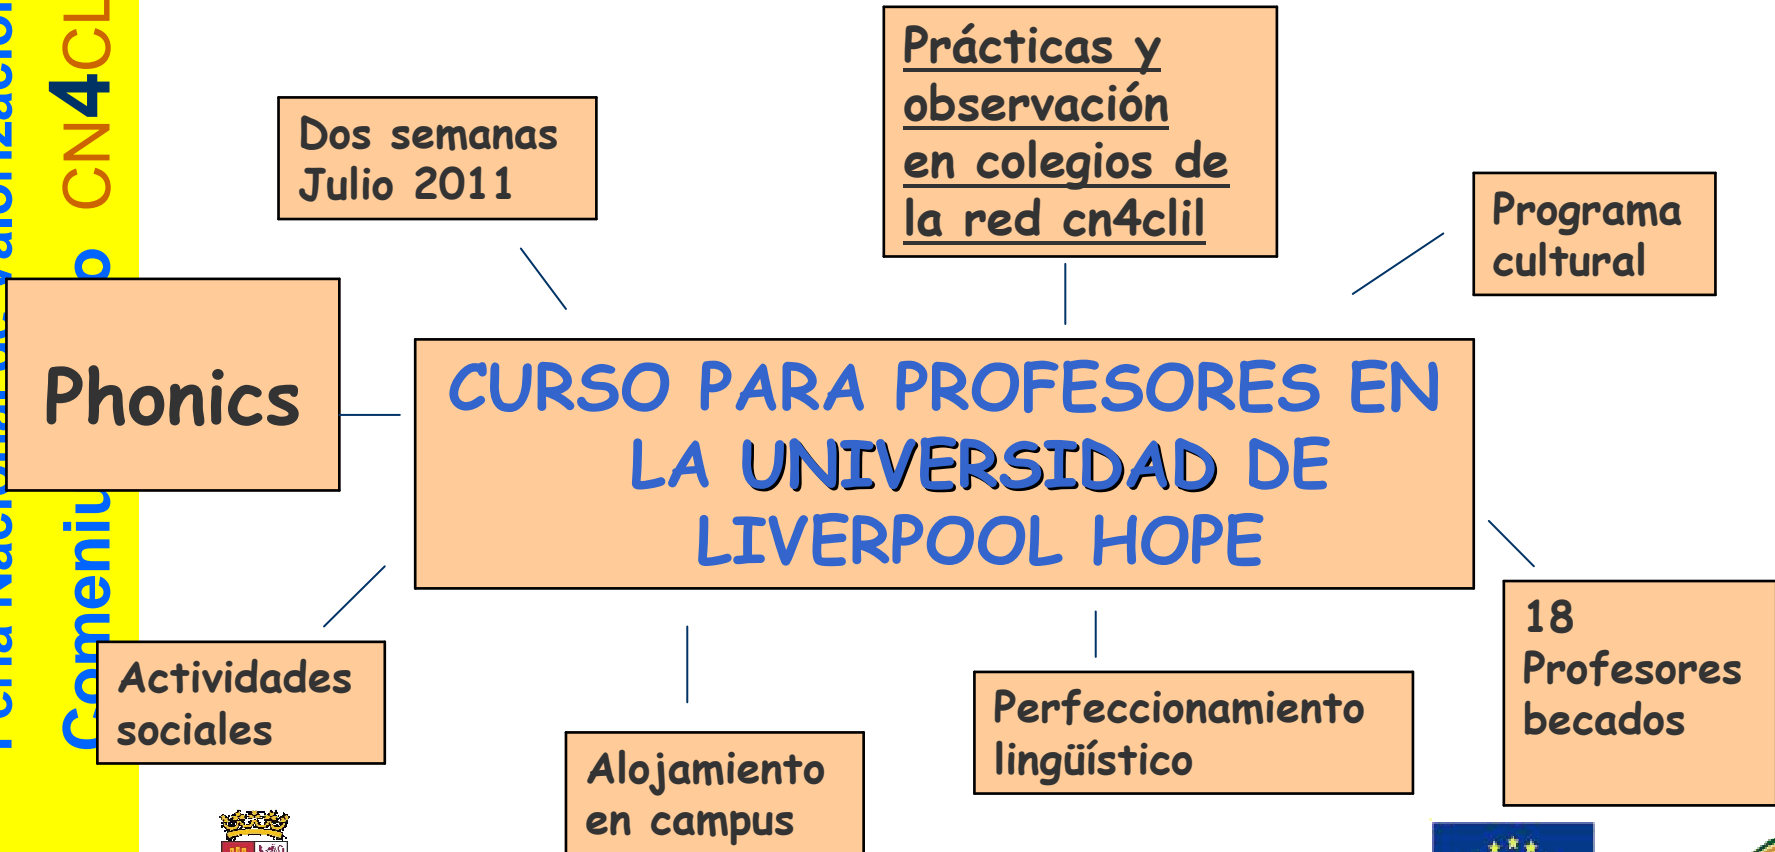 Prácticas y
observación
en colegios de
la red cn4clil
Dos semanas
Julio 2011
Programa
cultural
Phonics
CURSO PARA PROFESORES EN
LA UNIVERSIDAD DE
LIVERPOOL HOPE
18
Profesores
becados
Actividades
sociales
Perfeccionamiento
lingüístico
Alojamiento
en campus
CN4CL